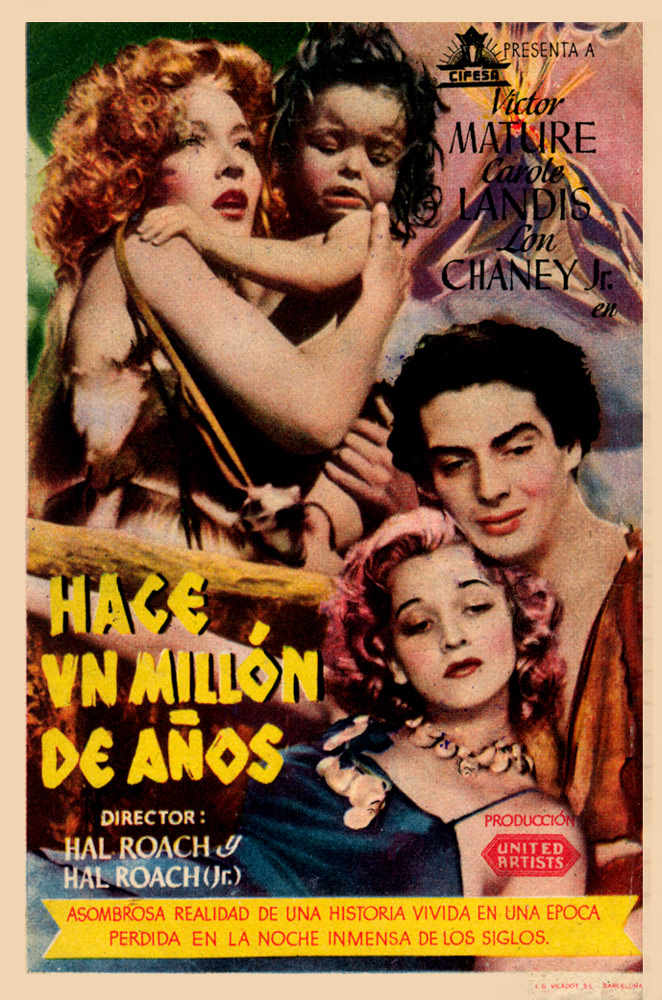 CIFESA
PRESENTA A
Victor
MATURE
Carole
LANDIS
Lon
CHANEY Jr.
en
HACE
VN MILLÓN
DE AÑOS
DIRECTOR:
HAL ROACH y
HAL ROACH (Jr.)
PRODUCCIÓN
UNITED
ARTISTS
ASOMBROSA REALIDAD DE UNA HISTORIA VIVIDA EN UNA EPOCA
PERDIDA EN LA NOCHE INMENSA DE LOS SIGLOS.
I. G. VILADOT S L BARCELONA